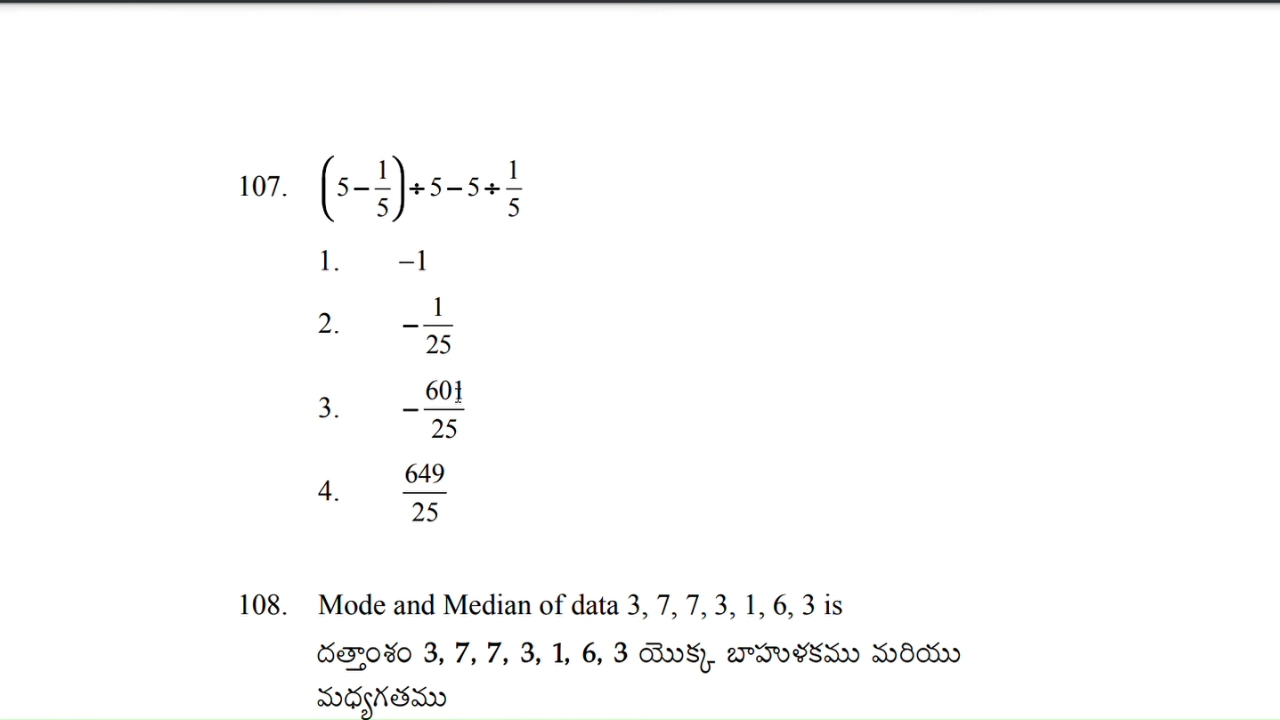 107. (5 − 1/5) ÷ 5 − 5 ÷ 1/5
1. −1
2. − 1/25
3. − 601/25
4. 649/25
108. Mode and Median of data 3, 7, 7, 3, 1, 6, 3 is
దత్తాంశం 3, 7, 7, 3, 1, 6, 3 యొక్క బాహుళకము మరియు
మధ్యగతము